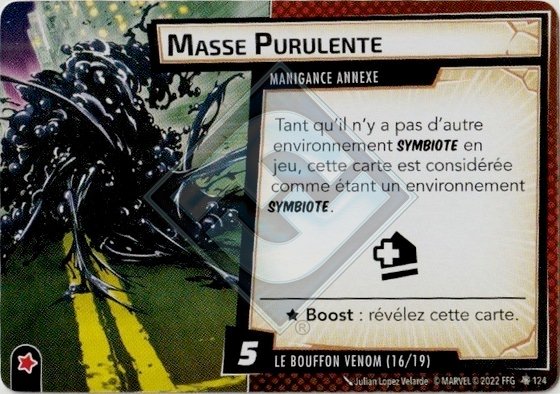 MASSE PURULENTE
MANIGANCE ANNEXE
Tant qu'il n'y a pas d'autre
environnement SYMBIOTE en
jeu, cette carte est considérée
comme étant un environnement
SYMBIOTE.
★ Boost : révélez cette carte.
5
LE BOUFFON VENOM (16/19)
Julian Lopez Velarde © MARVEL © 2022 FFG 124